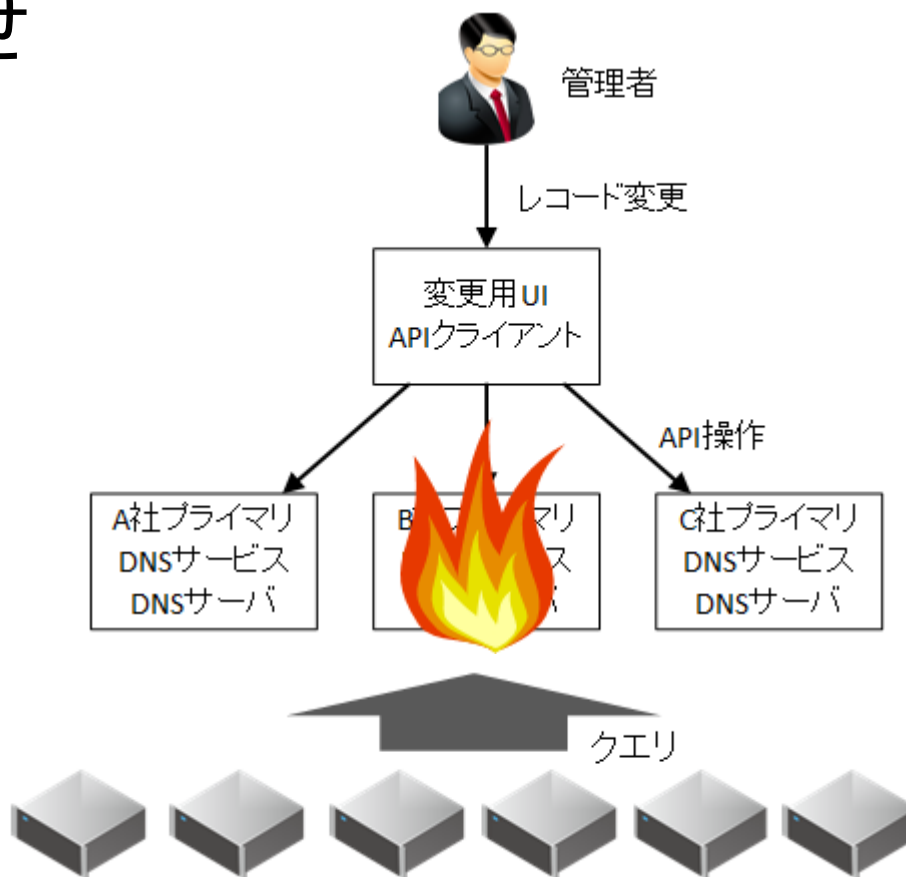 せ
管理者
レコード変更
変更用UI
APIクライアント
API操作
A社プライマリ
DNSサービス
DNSサーバ
B
マリ
ス
C社プライマリ
DNSサービス
DNSサーバ
クエリ